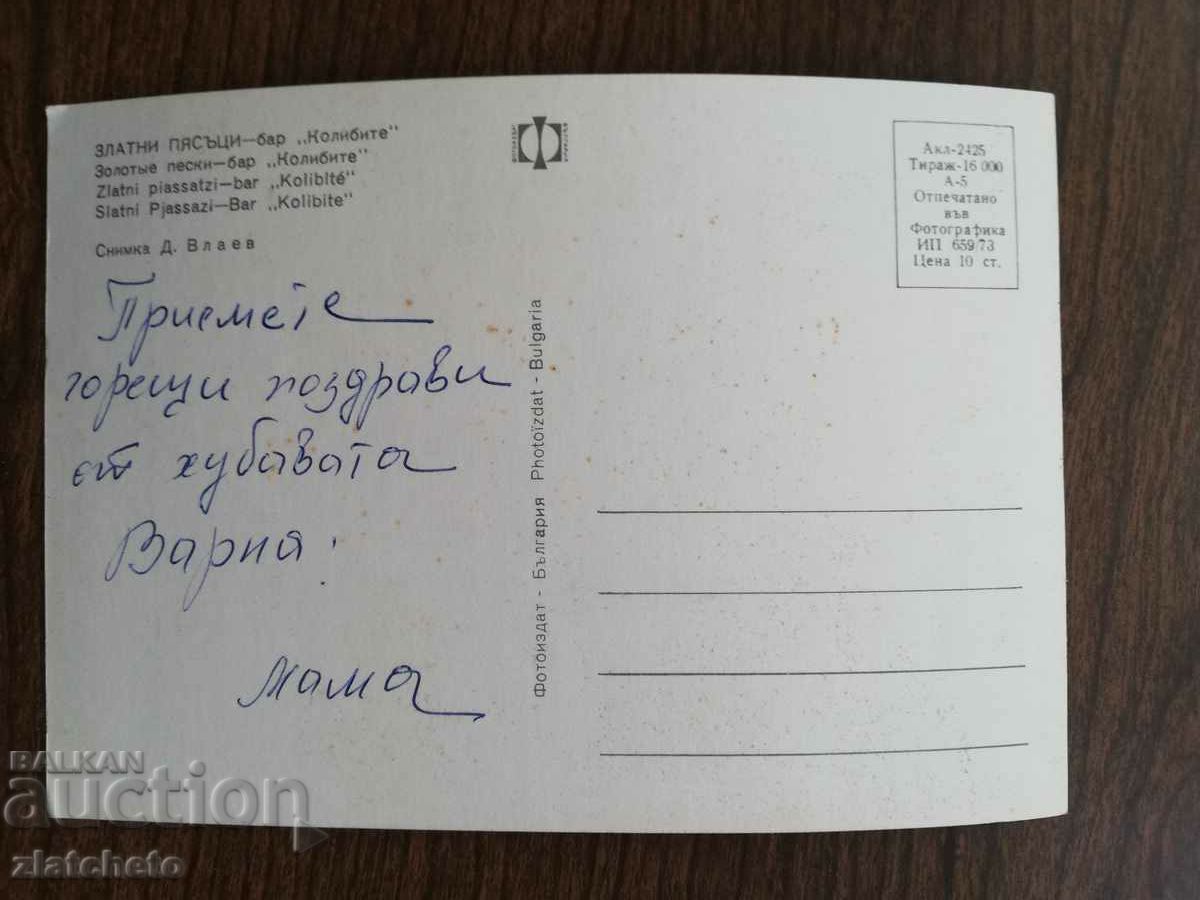 ЗЛАТНИ ПЯСЪЦИ—бар „Колибите"
Золотые пески—бар „Колибите"
Zlatni piassatzi—bar „Kolibité"
Slatni Pjassazi—Bar „Kolibite"
Снимка Д. Влаев
Приемете
горещи поздрави
от хубавата
Варна.
Мама
Фотоиздат - България Photoïzdat - Bulgaria
Акл-2425
Тираж-16 000
А-5
Отпечатано
във
Фотографика
ИП 659/73
Цена 10 ст.
BALKAN
auction
zlatcheto